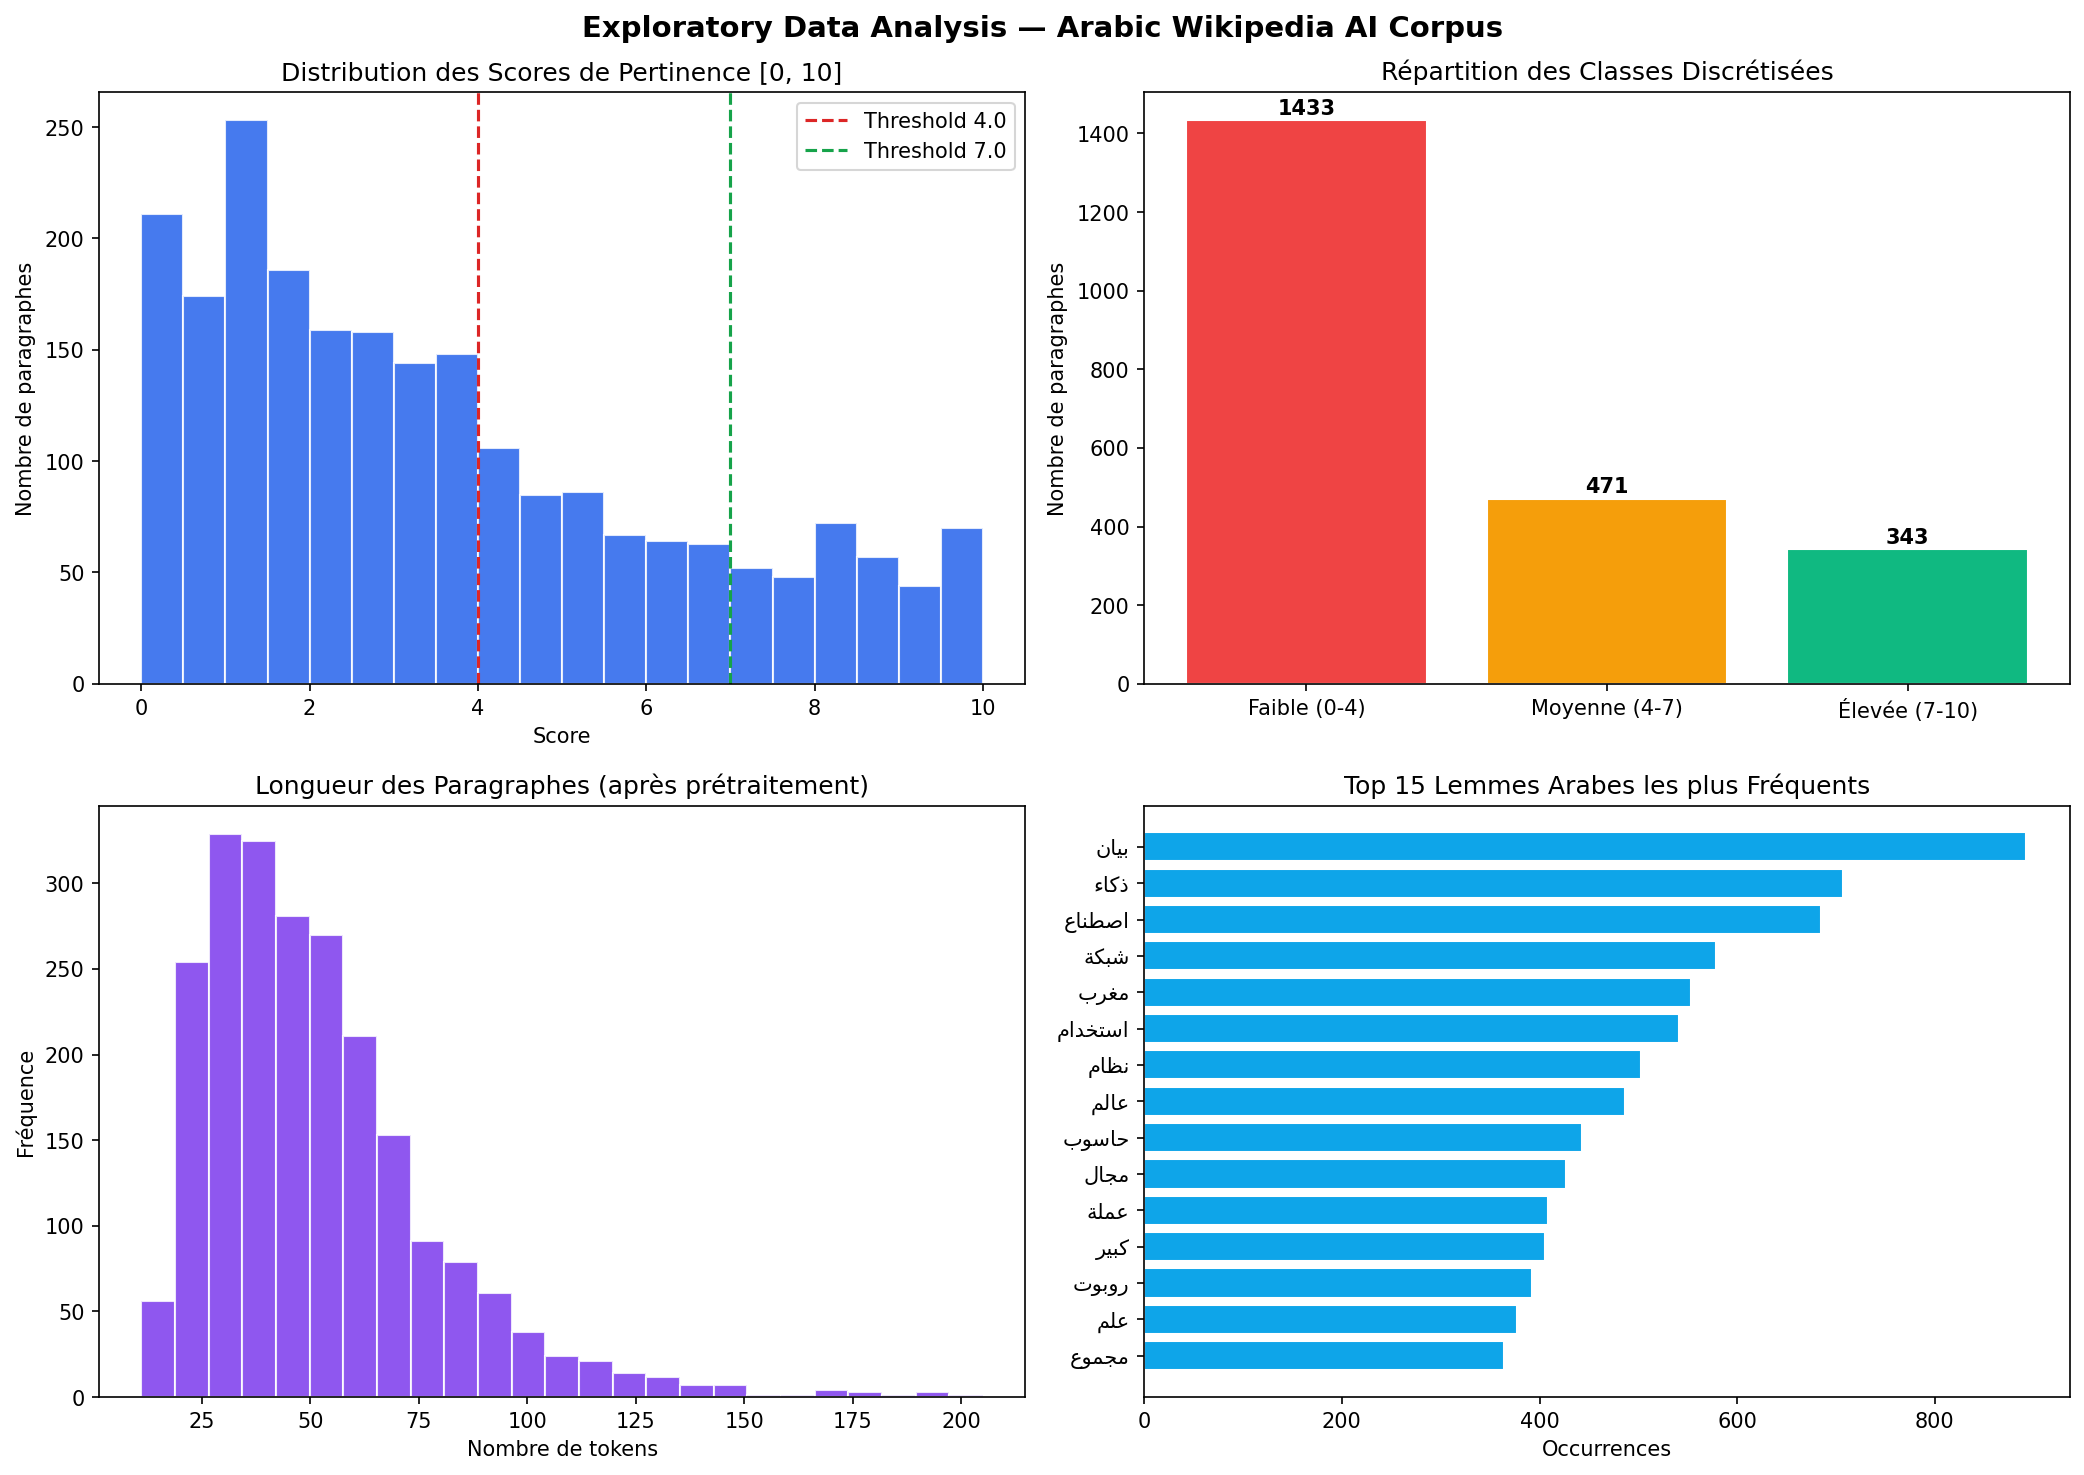 Exploratory Data Analysis — Arabic Wikipedia AI Corpus
Distribution des Scores de Pertinence [0, 10]
Threshold 4.0
Threshold 7.0
Nombre de paragraphes
250
200
150
100
50
0
0 2 4 6 8 10
Score
Répartition des Classes Discrétisées
Nombre de paragraphes
1400
1200
1000
800
600
400
200
0
1433
471
343
Faible (0-4) Moyenne (4-7) Élevée (7-10)
Longueur des Paragraphes (après prétraitement)
Fréquence
300
250
200
150
100
50
0
25 50 75 100 125 150 175 200
Nombre de tokens
Top 15 Lemmes Arabes les plus Fréquents
بيان
ذكاء
اصطناع
شبكة
مغرب
استخدام
نظام
عالم
حاسوب
مجال
عملة
كبير
روبوت
علم
مجموع
0 200 400 600 800
Occurrences